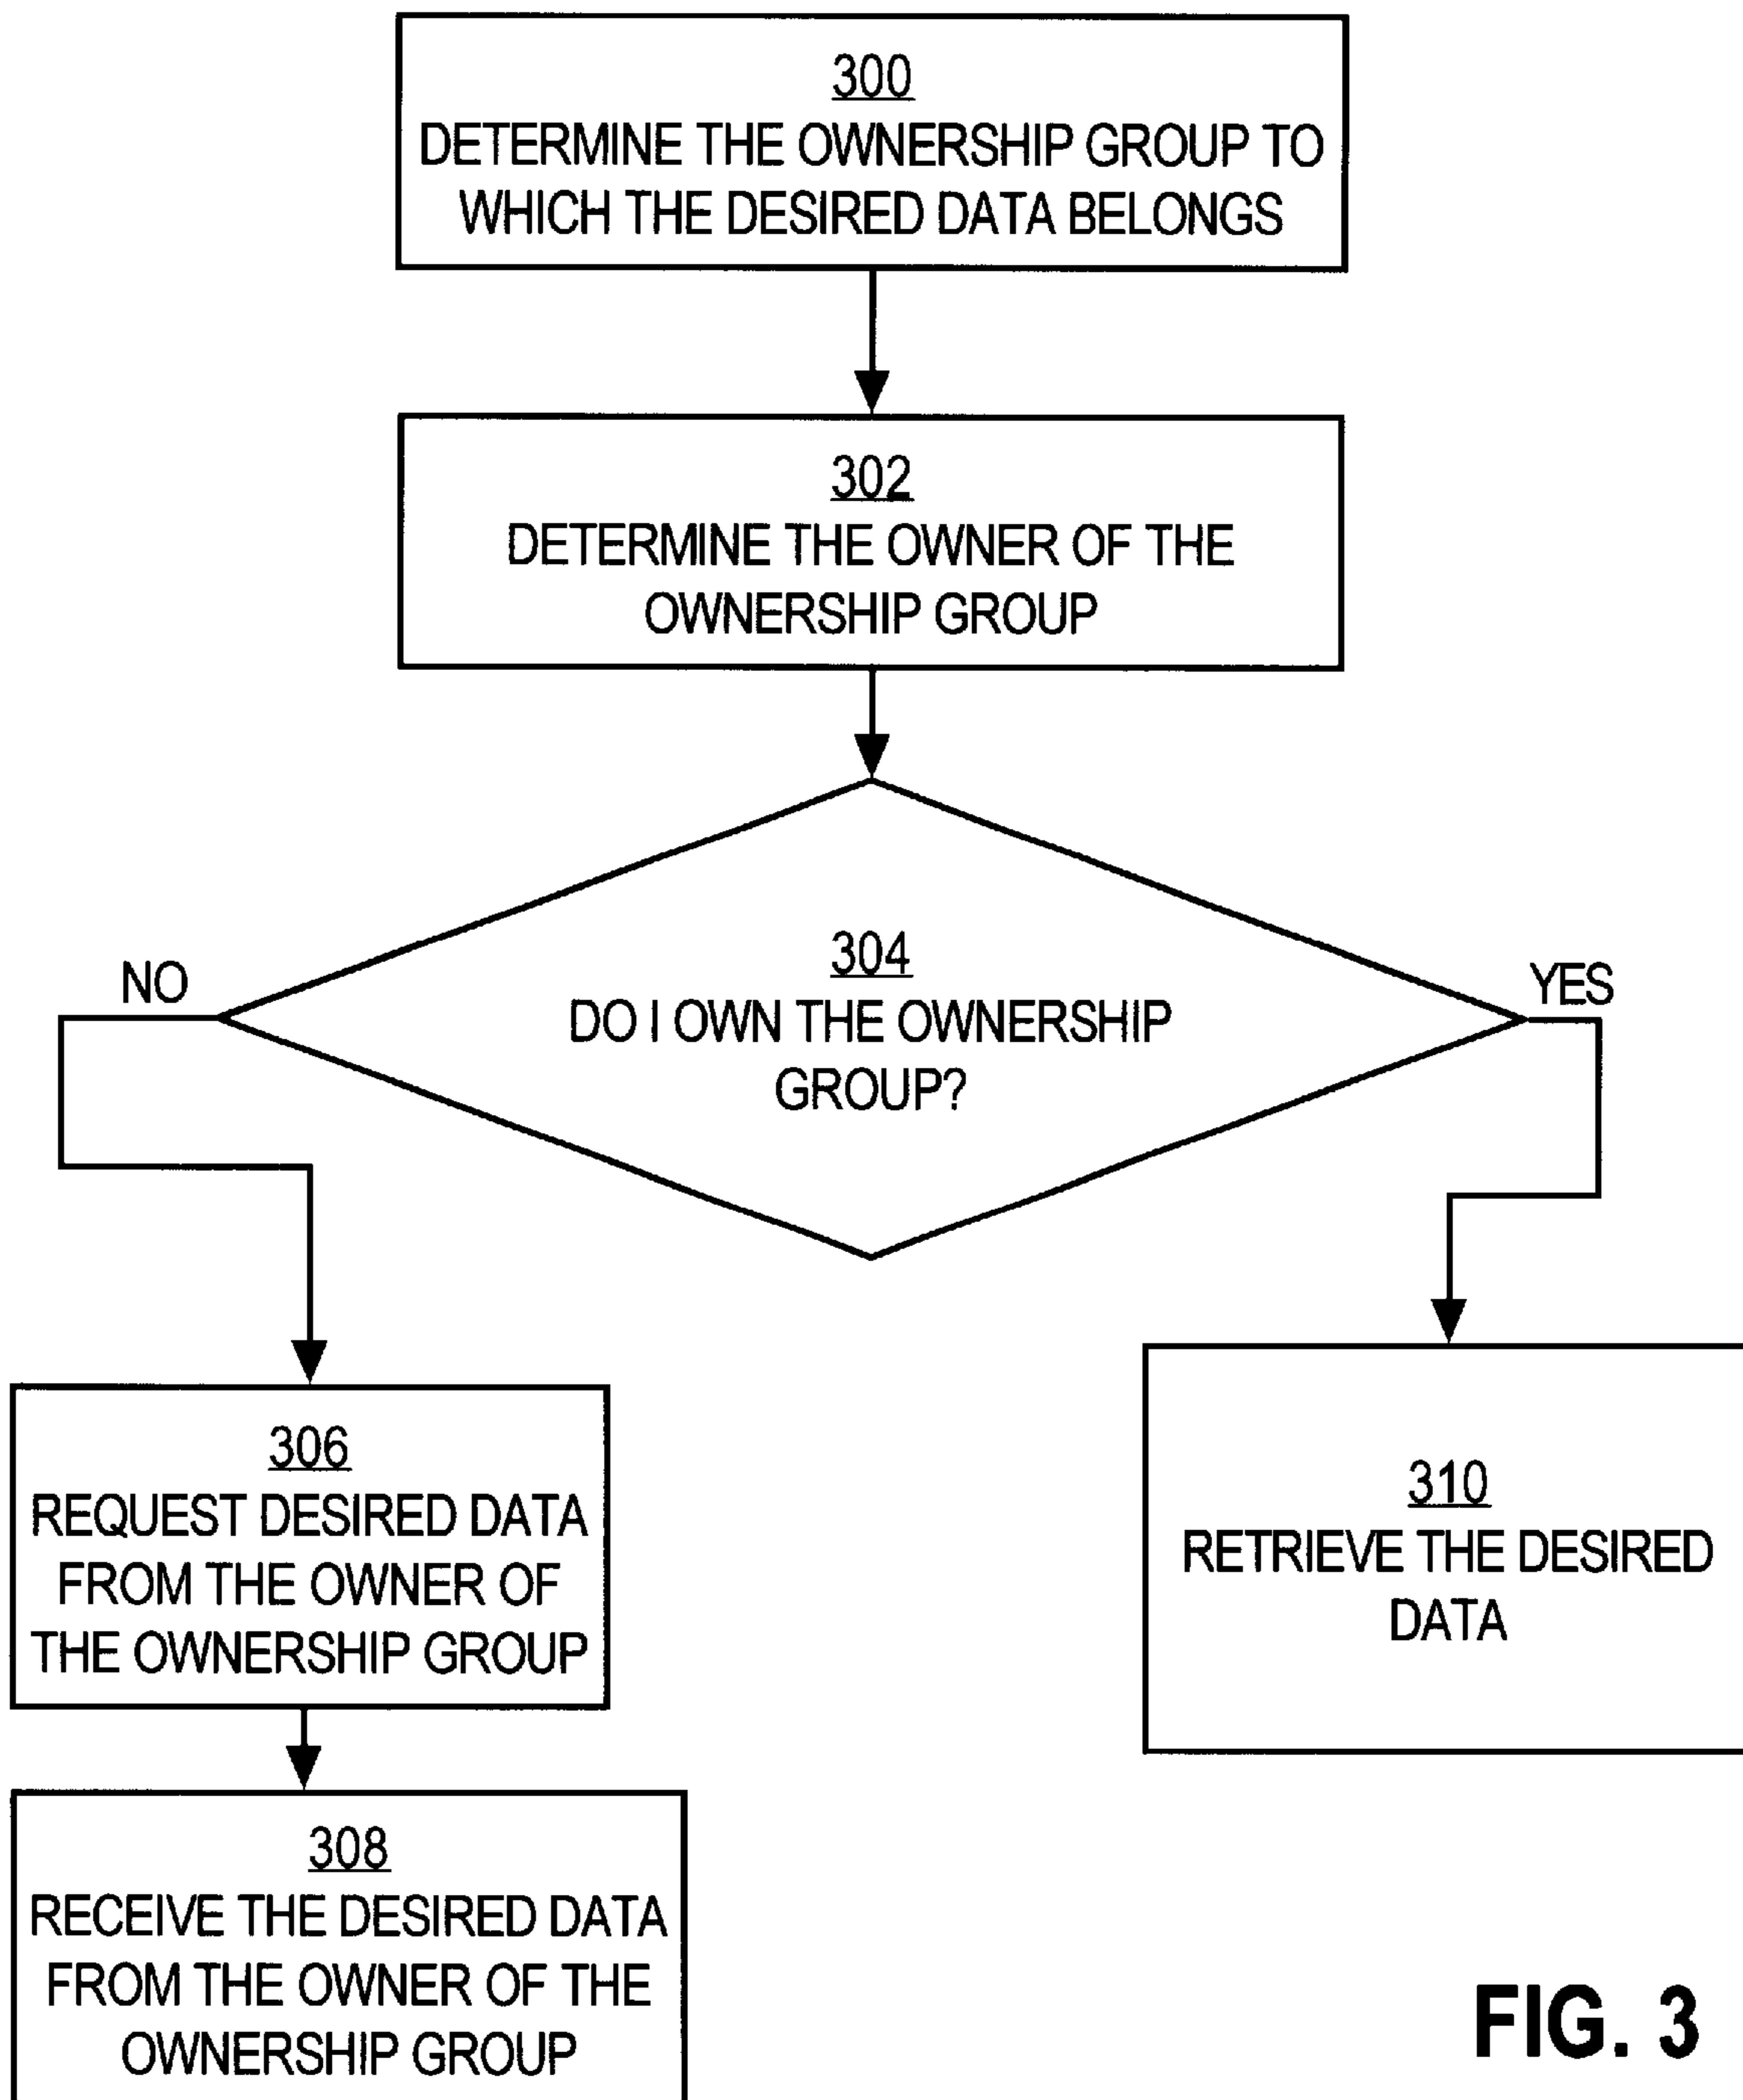 300
DETERMINE THE OWNERSHIP GROUP TO
WHICH THE DESIRED DATA BELONGS
302
DETERMINE THE OWNER OF THE
OWNERSHIP GROUP
304
DO I OWN THE OWNERSHIP
GROUP?
NO
YES
306
REQUEST DESIRED DATA
FROM THE OWNER OF
THE OWNERSHIP GROUP
310
RETRIEVE THE DESIRED
DATA
308
RECEIVE THE DESIRED DATA
FROM THE OWNER OF THE
OWNERSHIP GROUP
FIG. 3